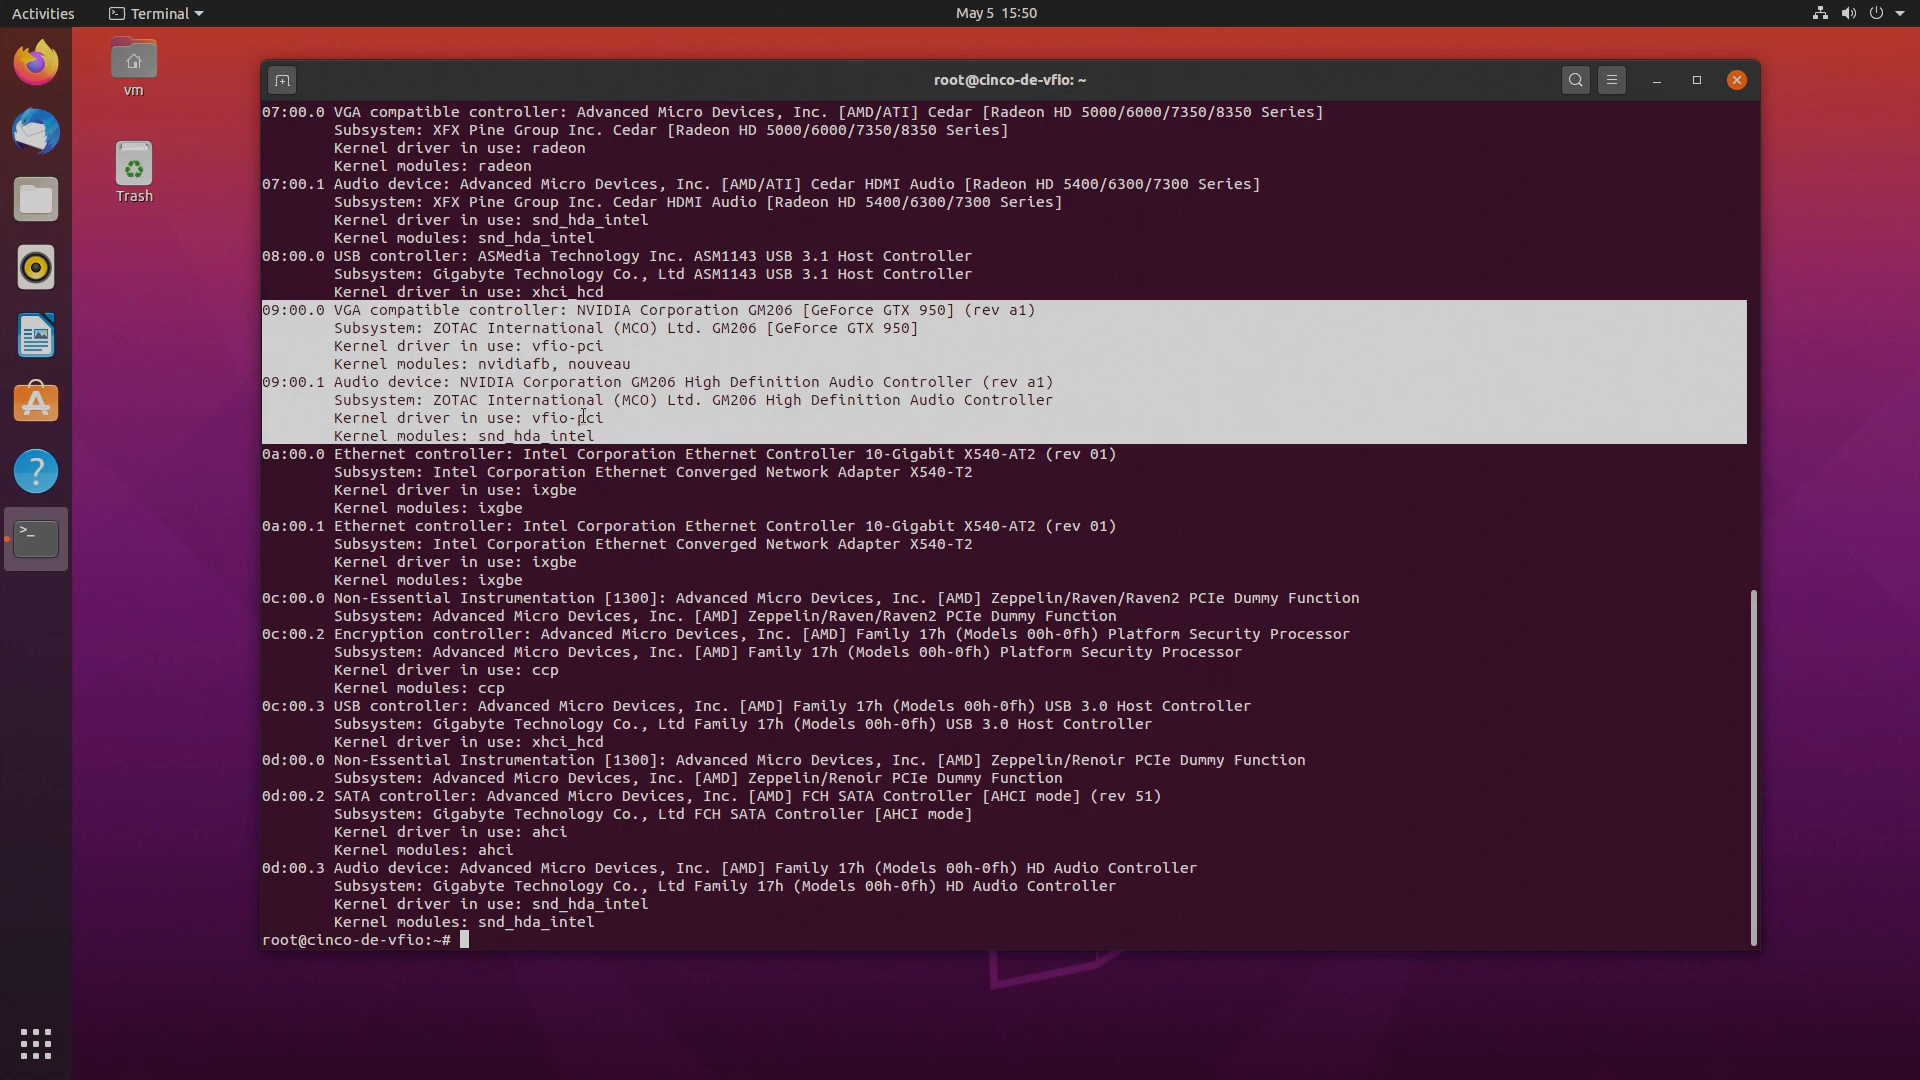 Activities
Terminal
May 5 15:50
vm
Trash
root@cinco-de-vfio: ~
07:00.0 VGA compatible controller: Advanced Micro Devices, Inc. [AMD/ATI] Cedar [Radeon HD 5000/6000/7350/8350 Series]
Subsystem: XFX Pine Group Inc. Cedar [Radeon HD 5000/6000/7350/8350 Series]
Kernel driver in use: radeon
Kernel modules: radeon
07:00.1 Audio device: Advanced Micro Devices, Inc. [AMD/ATI] Cedar HDMI Audio [Radeon HD 5400/6300/7300 Series]
Subsystem: XFX Pine Group Inc. Cedar HDMI Audio [Radeon HD 5400/6300/7300 Series]
Kernel driver in use: snd_hda_intel
Kernel modules: snd_hda_intel
08:00.0 USB controller: ASMedia Technology Inc. ASM1143 USB 3.1 Host Controller
Subsystem: Gigabyte Technology Co., Ltd ASM1143 USB 3.1 Host Controller
Kernel driver in use: xhci_hcd
09:00.0 VGA compatible controller: NVIDIA Corporation GM206 [GeForce GTX 950] (rev a1)
Subsystem: ZOTAC International (MCO) Ltd. GM206 [GeForce GTX 950]
Kernel driver in use: vfio-pci
Kernel modules: nvidiafb, nouveau
09:00.1 Audio device: NVIDIA Corporation GM206 High Definition Audio Controller (rev a1)
Subsystem: ZOTAC International (MCO) Ltd. GM206 High Definition Audio Controller
Kernel driver in use: vfio-pci
Kernel modules: snd_hda_intel
0a:00.0 Ethernet controller: Intel Corporation Ethernet Controller 10-Gigabit X540-AT2 (rev 01)
Subsystem: Intel Corporation Ethernet Converged Network Adapter X540-T2
Kernel driver in use: ixgbe
Kernel modules: ixgbe
0a:00.1 Ethernet controller: Intel Corporation Ethernet Controller 10-Gigabit X540-AT2 (rev 01)
Subsystem: Intel Corporation Ethernet Converged Network Adapter X540-T2
Kernel driver in use: ixgbe
Kernel modules: ixgbe
0c:00.0 Non-Essential Instrumentation [1300]: Advanced Micro Devices, Inc. [AMD] Zeppelin/Raven/Raven2 PCIe Dummy Function
Subsystem: Advanced Micro Devices, Inc. [AMD] Zeppelin/Raven/Raven2 PCIe Dummy Function
0c:00.2 Encryption controller: Advanced Micro Devices, Inc. [AMD] Family 17h (Models 00h-0fh) Platform Security Processor
Subsystem: Advanced Micro Devices, Inc. [AMD] Family 17h (Models 00h-0fh) Platform Security Processor
Kernel driver in use: ccp
Kernel modules: ccp
0c:00.3 USB controller: Advanced Micro Devices, Inc. [AMD] Family 17h (Models 00h-0fh) USB 3.0 Host Controller
Subsystem: Gigabyte Technology Co., Ltd Family 17h (Models 00h-0fh) USB 3.0 Host Controller
Kernel driver in use: xhci_hcd
0d:00.0 Non-Essential Instrumentation [1300]: Advanced Micro Devices, Inc. [AMD] Zeppelin/Renoir PCIe Dummy Function
Subsystem: Advanced Micro Devices, Inc. [AMD] Zeppelin/Renoir PCIe Dummy Function
0d:00.2 SATA controller: Advanced Micro Devices, Inc. [AMD] FCH SATA Controller [AHCI mode] (rev 51)
Subsystem: Gigabyte Technology Co., Ltd FCH SATA Controller [AHCI mode]
Kernel driver in use: ahci
Kernel modules: ahci
0d:00.3 Audio device: Advanced Micro Devices, Inc. [AMD] Family 17h (Models 00h-0fh) HD Audio Controller
Subsystem: Gigabyte Technology Co., Ltd Family 17h (Models 00h-0fh) HD Audio Controller
Kernel driver in use: snd_hda_intel
Kernel modules: snd_hda_intel
root@cinco-de-vfio:~#